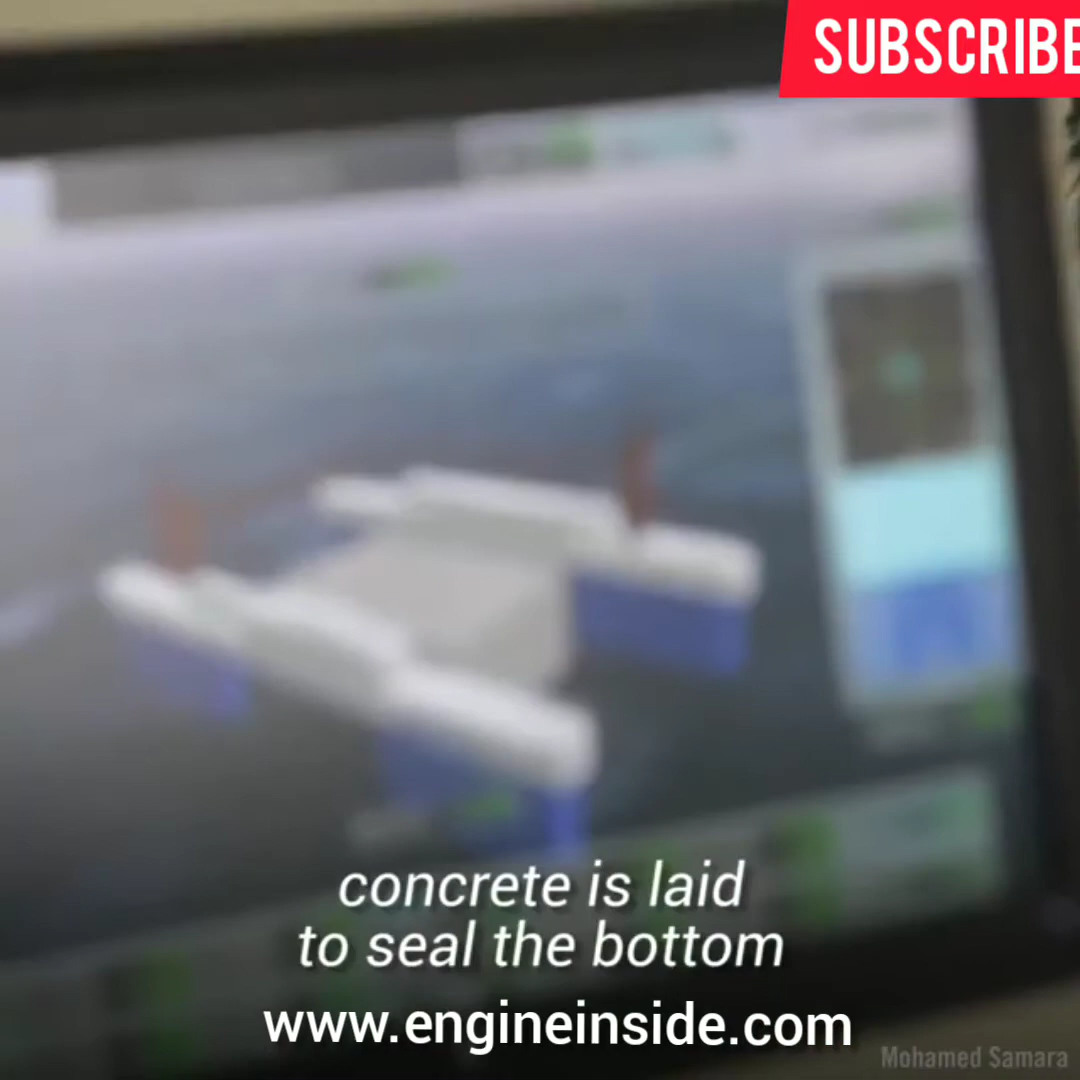 SUBSCRIBE
concrete is laid
to seal the bottom
www.engineinside.com
Mohamed Samara